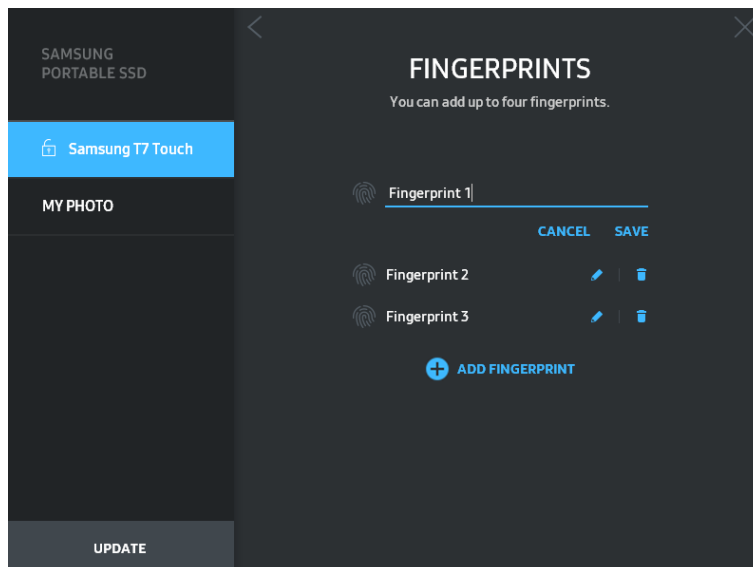 SAMSUNG
PORTABLE SSD
Samsung T7 Touch
MY PHOTO
UPDATE
FINGERPRINTS
You can add up to four fingerprints.
Fingerprint 1
CANCEL SAVE
Fingerprint 2
Fingerprint 3
ADD FINGERPRINT